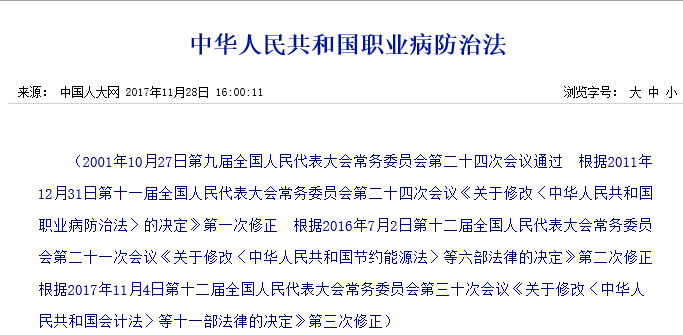 中华人民共和国职业病防治法
来源： 中国人大网 2017年11月28日 16:00:11 浏览字号： 大 中 小
（2001年10月27日第九届全国人民代表大会常务委员会第二十四次会议通过　根据2011年
12月31日第十一届全国人民代表大会常务委员会第二十四次会议《关于修改〈中华人民共和国
职业病防治法〉的决定》第一次修正　根据2016年7月2日第十二届全国人民代表大会常务委员
会第二十一次会议《关于修改〈中华人民共和国节约能源法〉等六部法律的决定》第二次修正
根据2017年11月4日第十二届全国人民代表大会常务委员会第三十次会议《关于修改〈中华人
民共和国会计法〉等十一部法律的决定》第三次修正）